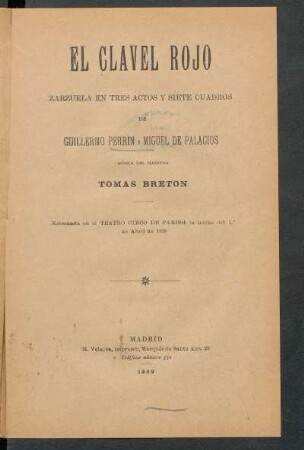 EL CLAVEL ROJO
ZARZUELA EN TRES ACTOS Y SIETE CUADROS
DE
GUILLERMO PERRIN y MIGUEL DE PALACIOS
MÚSICA DEL MAESTRO
TOMAS BRETON
Estrenada en el TEATRO CIRCO DE PARISH la noche del 1.°
de Abril de 1899
MADRID
R. Velasco, impresor, Marqués de Santa Ana, 20
Teléfono número 551
1899